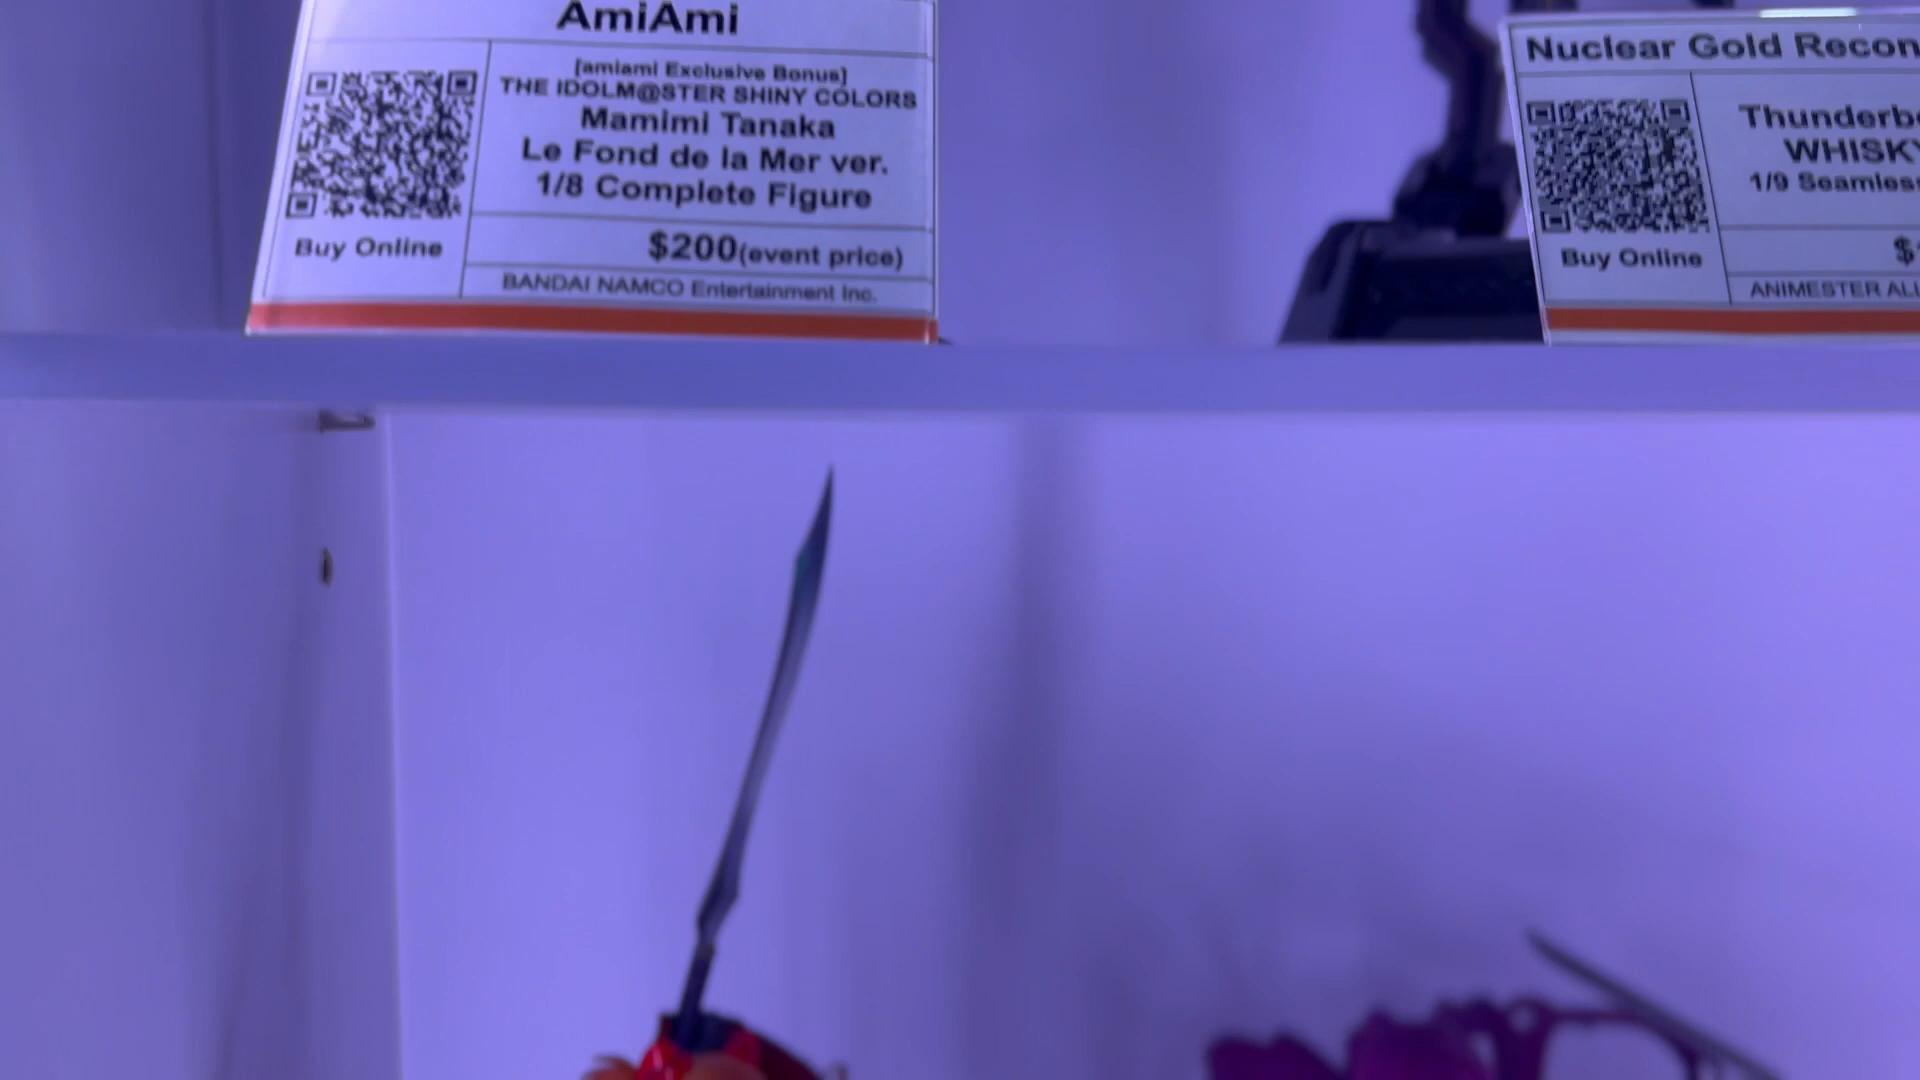 AmiAmi
[amiami Exclusive Bonus]
THE IDOLM@STER SHINY COLORS
Mamimi Tanaka
Le Fond de la Mer ver.
1/8 Complete Figure
Buy Online
$200(event price)
BANDAI NAMCO Entertainment Inc.
Nuclear Gold Recon
WHISKY
1/9 Seamless
Buy Online
$
ANIMESTER